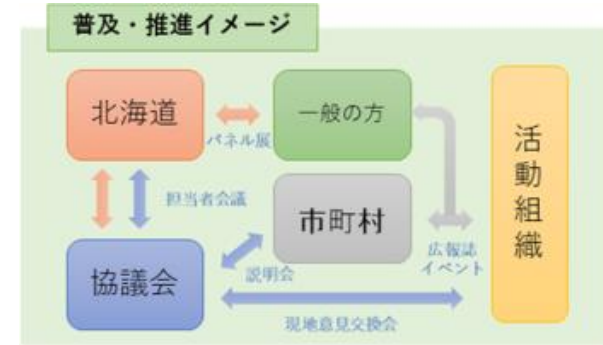 普及・推進イメージ
北海道
パネル展
一般の方
活動組織
担当者会議
市町村
協議会
説明会
広報誌
イベント
現地意見交換会